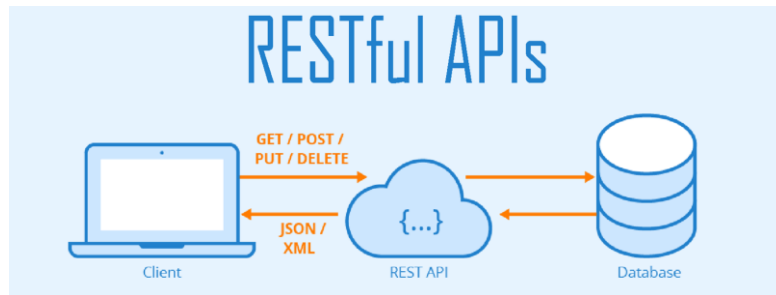 RESTful APIs
GET / POST /
PUT / DELETE
{...}
JSON /
XML
Client
REST API
Database